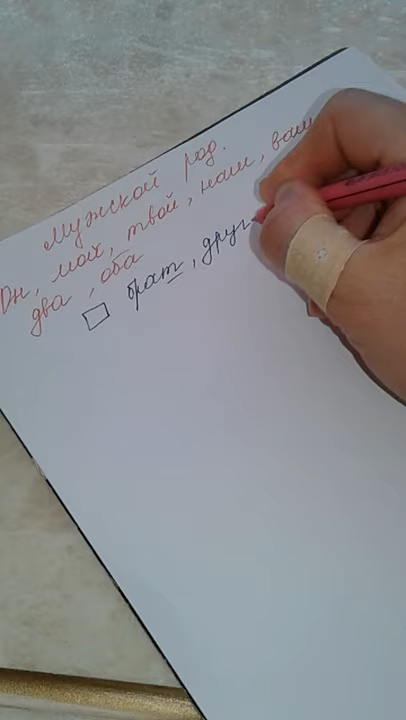 Мужской род.
Он, мой, твой, наш, ваш
два, оба
брат, друг